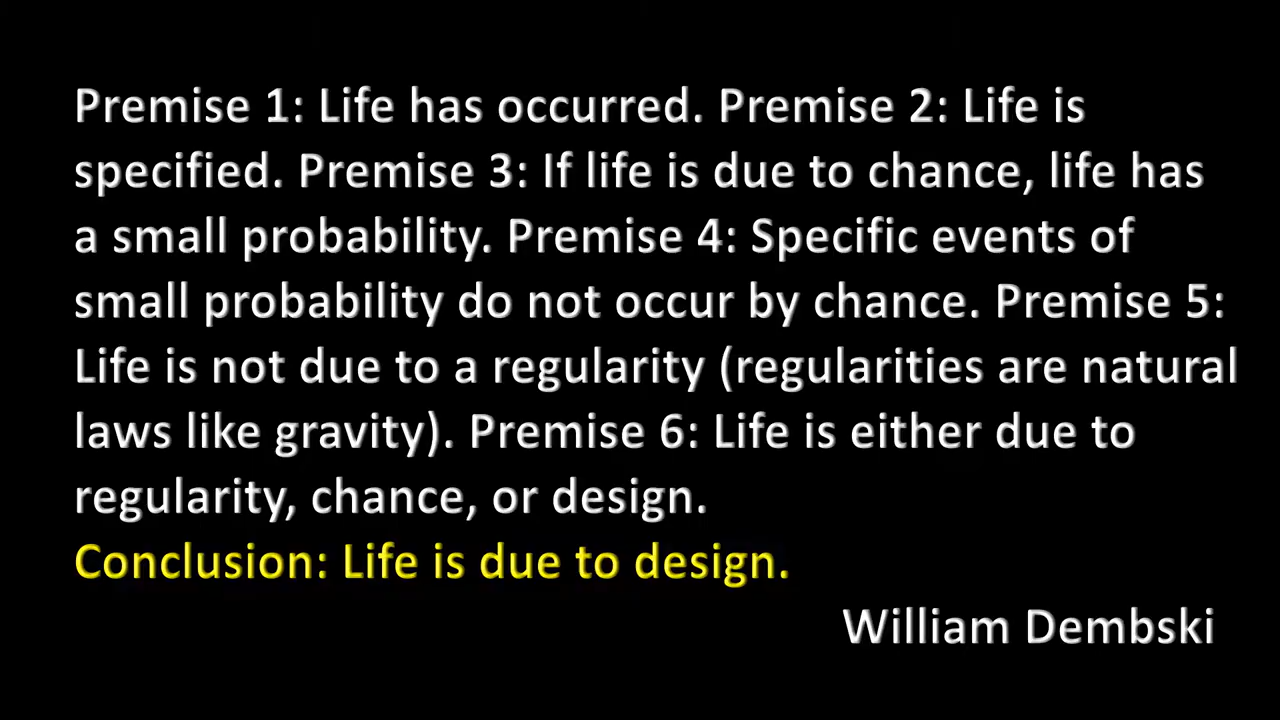 Premise 1: Life has occurred. Premise 2: Life is
specified. Premise 3: If life is due to chance, life has
a small probability. Premise 4: Specific events of
small probability do not occur by chance. Premise 5:
Life is not due to a regularity (regularities are natural
laws like gravity). Premise 6: Life is either due to
regularity, chance, or design.
Conclusion: Life is due to design.
William Dembski